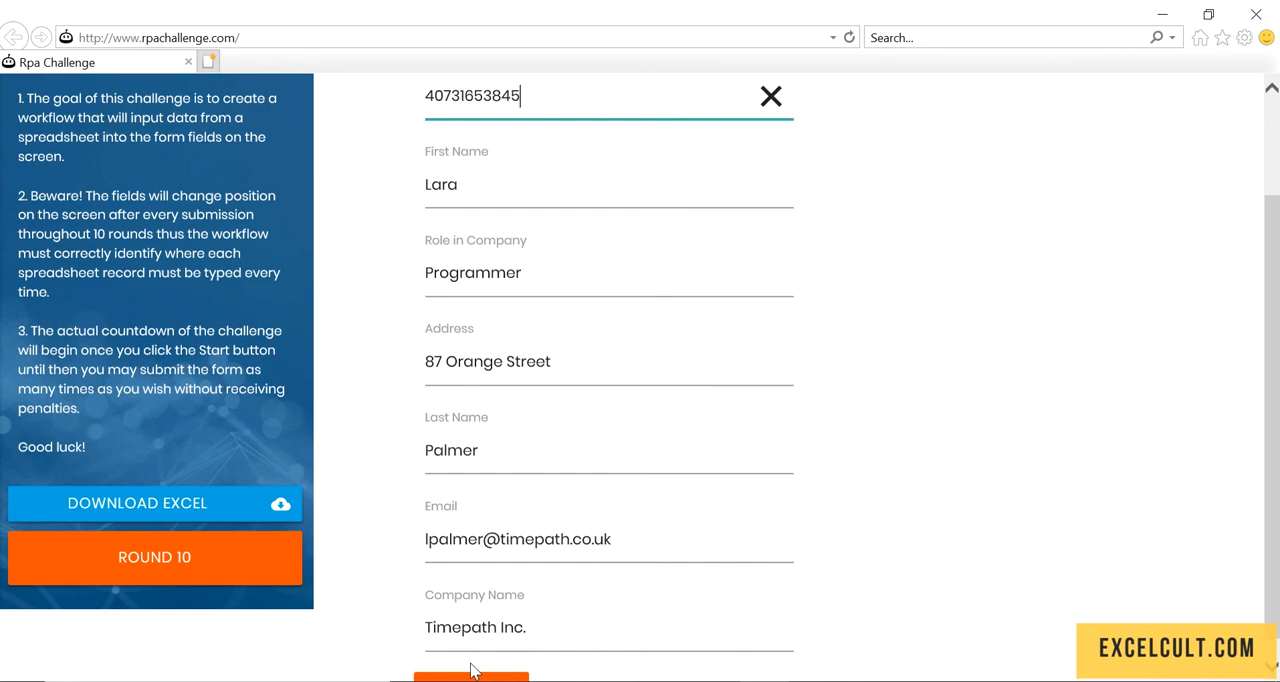 http://www.rpachallenge.com/
Search...
Rpa Challenge
1. The goal of this challenge is to create a
workflow that will input data from a
spreadsheet into the form fields on the
screen.
2. Beware! The fields will change position
on the screen after every submission
throughout 10 rounds thus the workflow
must correctly identify where each
spreadsheet record must be typed every
time.
3. The actual countdown of the challenge
will begin once you click the Start button
until then you may submit the form as
many times as you wish without receiving
penalties.
Good luck!
DOWNLOAD EXCEL
ROUND 10
40731653845
First Name
Lara
Role in Company
Programmer
Address
87 Orange Street
Last Name
Palmer
Email
lpalmer@timepath.co.uk
Company Name
Timepath Inc.
EXCELCULT.COM